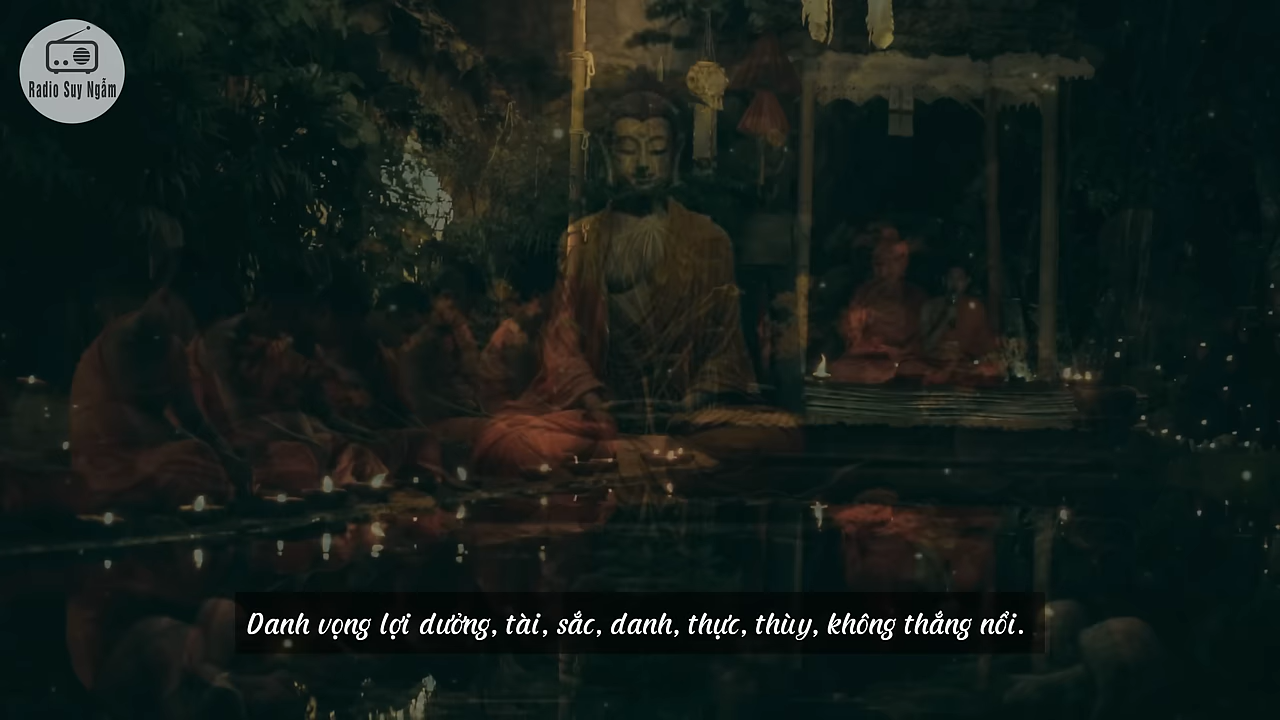 Radio Suy Ngẫm
Danh vọng lợi dưỡng, tài, sắc, danh, thực, thùy, không thắng nổi.